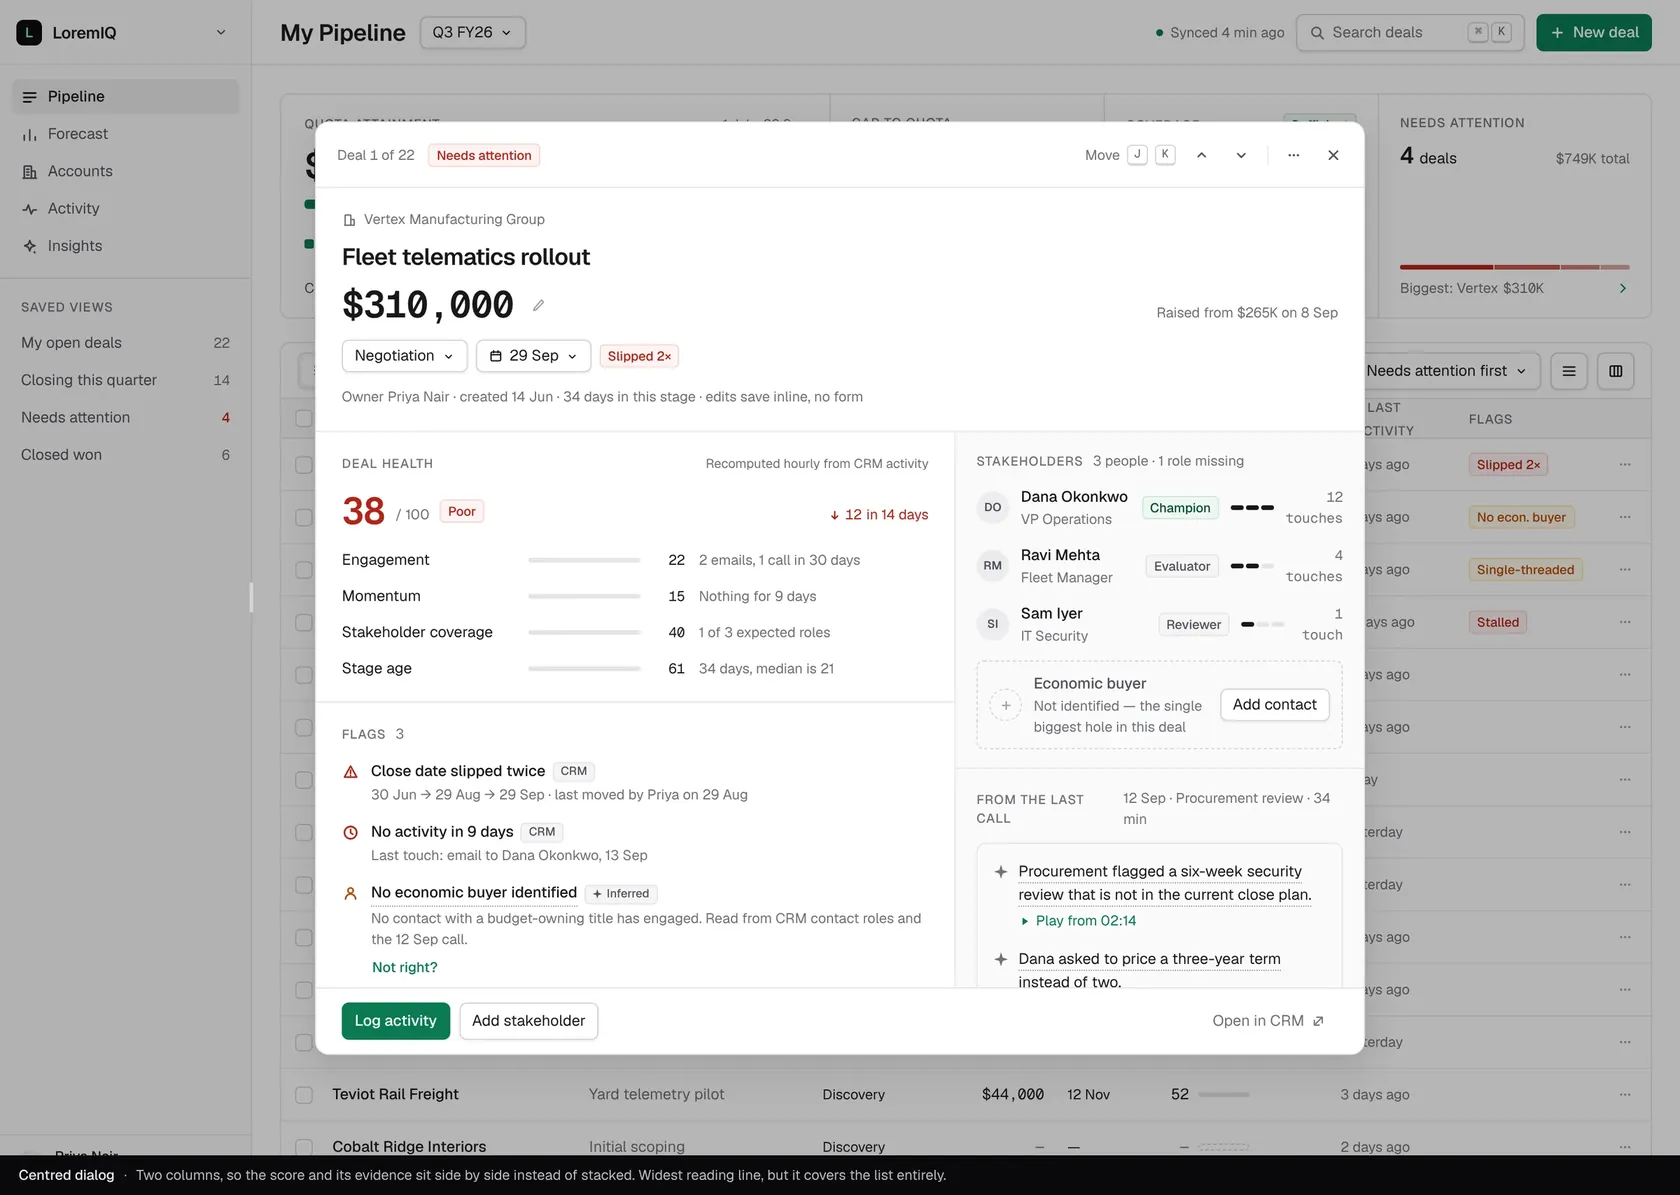 L LoremIQ
My Pipeline
Q3 FY26
Synced 4 min ago
Search deals ⌘ K
+ New deal
Pipeline
Forecast
Accounts
Activity
Insights
SAVED VIEWS
My open deals 22
Closing this quarter 14
Needs attention 4
Closed won 6
NEEDS ATTENTION
4 deals $749K total
Biggest: Vertex $310K
Deal 1 of 22 Needs attention
Move J K
Vertex Manufacturing Group
Fleet telematics rollout
$310,000
Raised from $265K on 8 Sep
Negotiation 29 Sep Slipped 2×
Owner Priya Nair · created 14 Jun · 34 days in this stage · edits save inline, no form
DEAL HEALTH Recomputed hourly from CRM activity
38 / 100 Poor ↓ 12 in 14 days
Engagement 22 2 emails, 1 call in 30 days
Momentum 15 Nothing for 9 days
Stakeholder coverage 40 1 of 3 expected roles
Stage age 61 34 days, median is 21
FLAGS 3
Close date slipped twice CRM
30 Jun → 29 Aug → 29 Sep · last moved by Priya on 29 Aug
No activity in 9 days CRM
Last touch: email to Dana Okonkwo, 13 Sep
No economic buyer identified Inferred
No contact with a budget-owning title has engaged. Read from CRM contact roles and
the 12 Sep call.
Not right?
STAKEHOLDERS 3 people · 1 role missing
DO Dana Okonkwo Champion 12
VP Operations touches
RM Ravi Mehta Evaluator 4
Fleet Manager touches
SI Sam Iyer Reviewer 1
IT Security touch
Economic buyer
Not identified — the single
biggest hole in this deal
Add contact
FROM THE LAST
CALL
12 Sep · Procurement review · 34
min
Procurement flagged a six-week security
review that is not in the current close plan.
Play from 02:14
Dana asked to price a three-year term
instead of two.
Log activity Add stakeholder Open in CRM
Needs attention first
LAST
FLAGS
ago Slipped 2×
ago No econ. buyer
ago Single-threaded
ago Stalled
ago
ago
ago
ago
ago
Teviot Rail Freight Yard telemetry pilot Discovery $44,000 12 Nov 52 3 days ago
Cobalt Ridge Interiors Initial scoping Discovery – — – 2 days ago
Centred dialog · Two columns, so the score and its evidence sit side by side instead of stacked. Widest reading line, but it covers the list entirely.